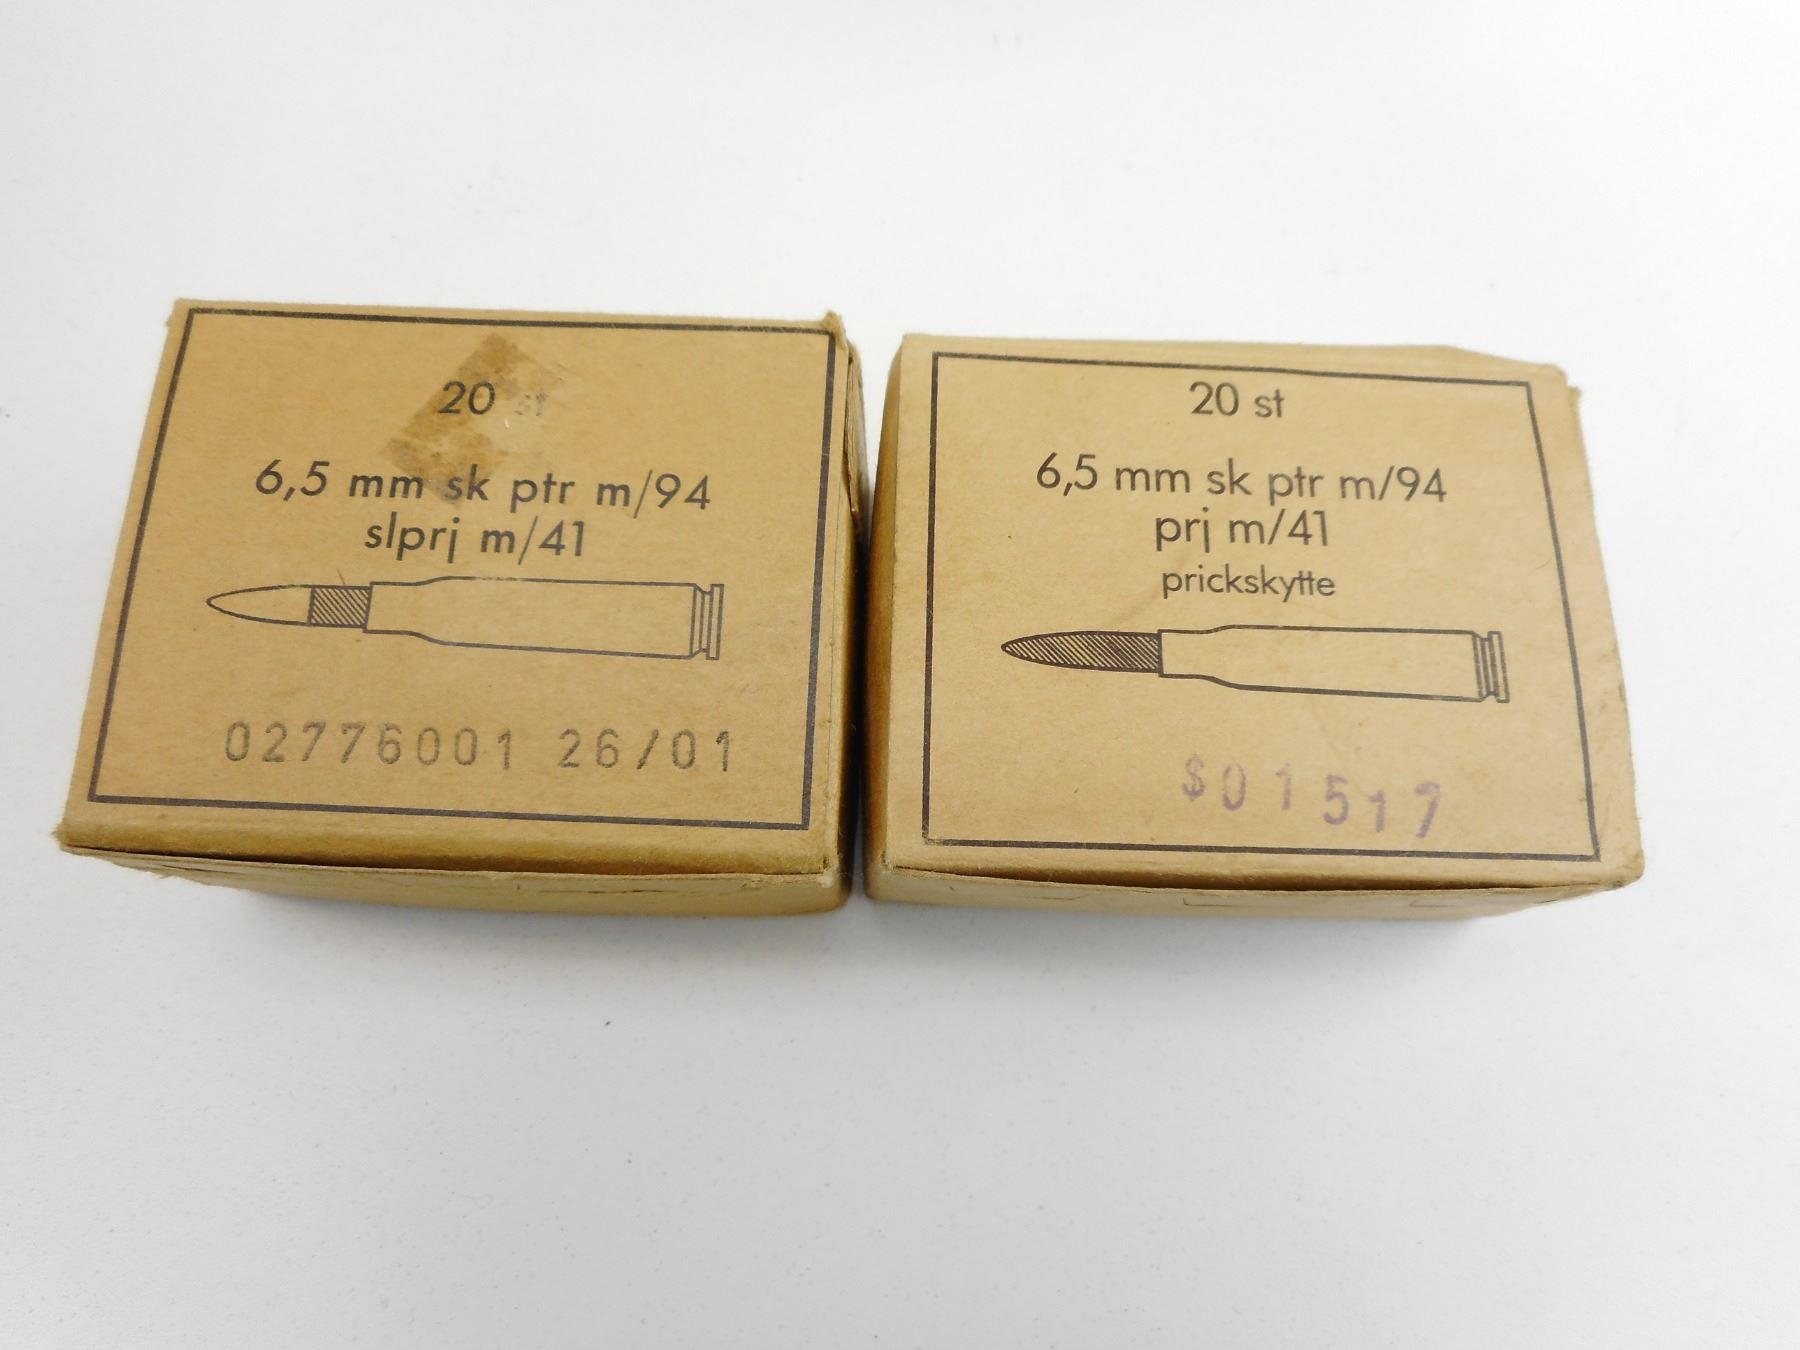 20 st
6,5 mm sk ptr m/94
slprj m/41
02776001 26/01
20 st
6,5 mm sk ptr m/94
prj m/41
prickskytte
$01517